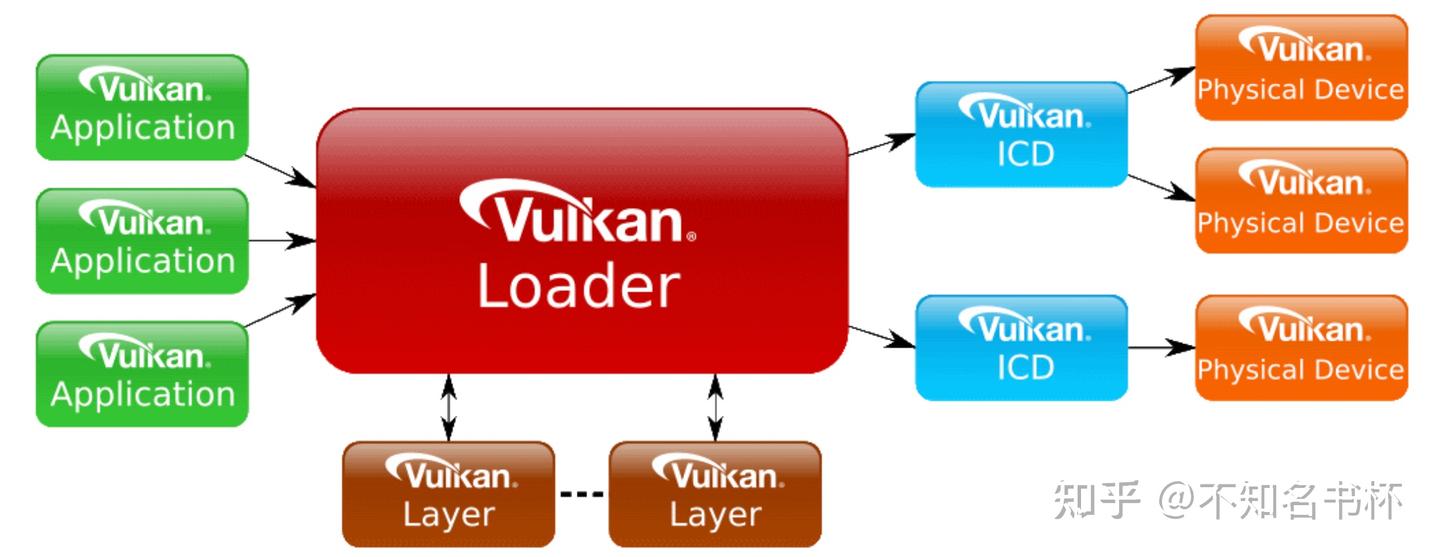 Vulkan®
Application
Vulkan®
Application
Vulkan®
Application
Vulkan®
Loader
Vulkan®
Layer
Vulkan®
Layer
Vulkan®
ICD
Vulkan®
ICD
Vulkan®
Physical Device
Vulkan®
Physical Device
Vulkan®
Physical Device
知乎 @不知名书杯